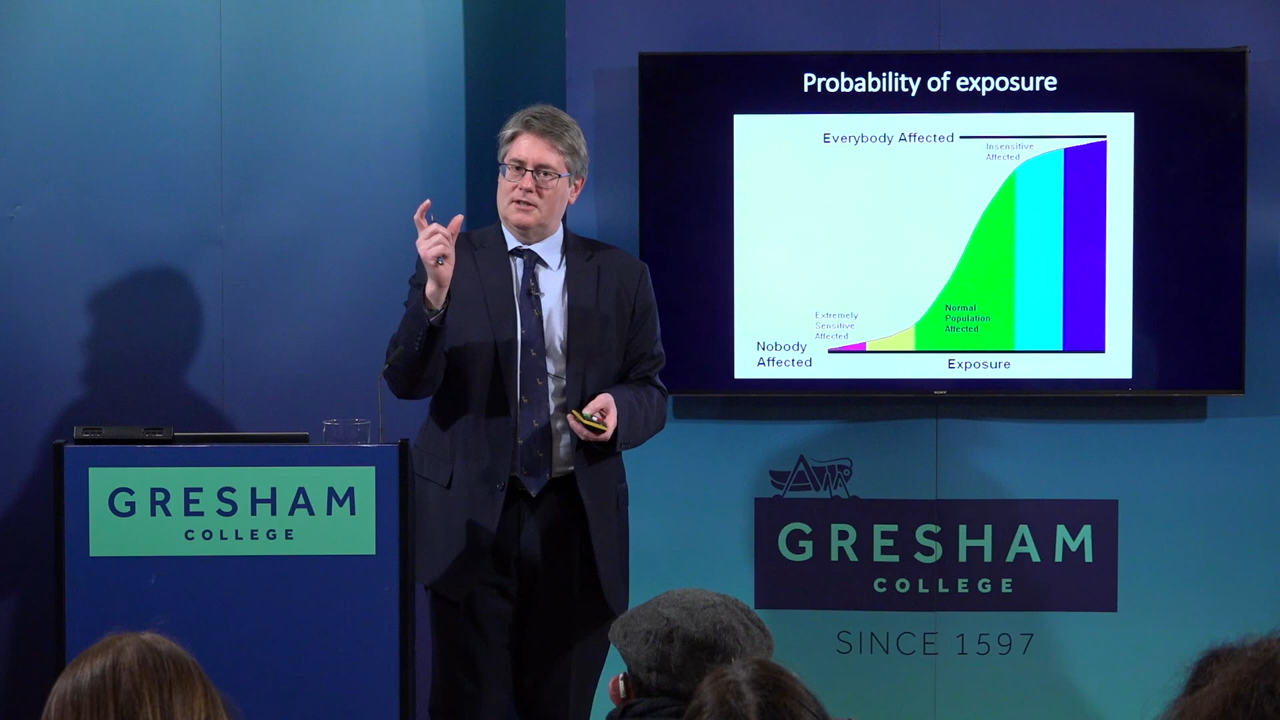 Probability of exposure
Everybody Affected
Insensitive
Affected
Extremely
Sensitive
Affected
Normal
Population
Affected
Nobody
Affected
Exposure
SONY
GRESHAM
COLLEGE
GRESHAM
COLLEGE
SINCE 1597